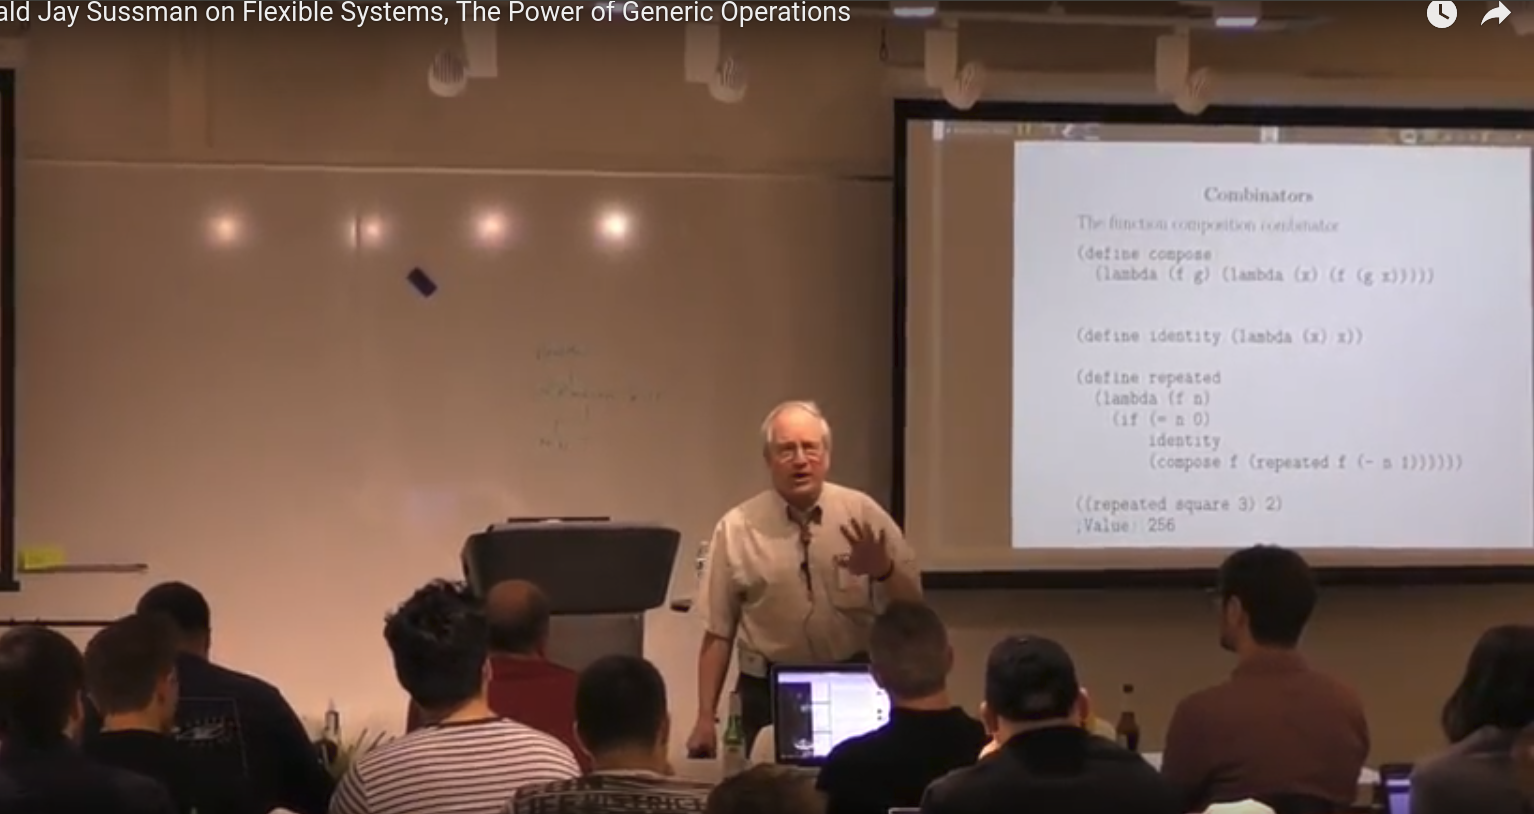 ald Jay Sussman on Flexible Systems, The Power of Generic Operations
Combinators
The function composition combinator
(define compose
(lambda (f g) (lambda (x) (f (g x)))))
(define identity (lambda (x) x))
(define repeated
(lambda (f n)
(if (= n 0)
identity
(compose f (repeated f (- n 1))))))
((repeated square 3) 2)
;Value: 256